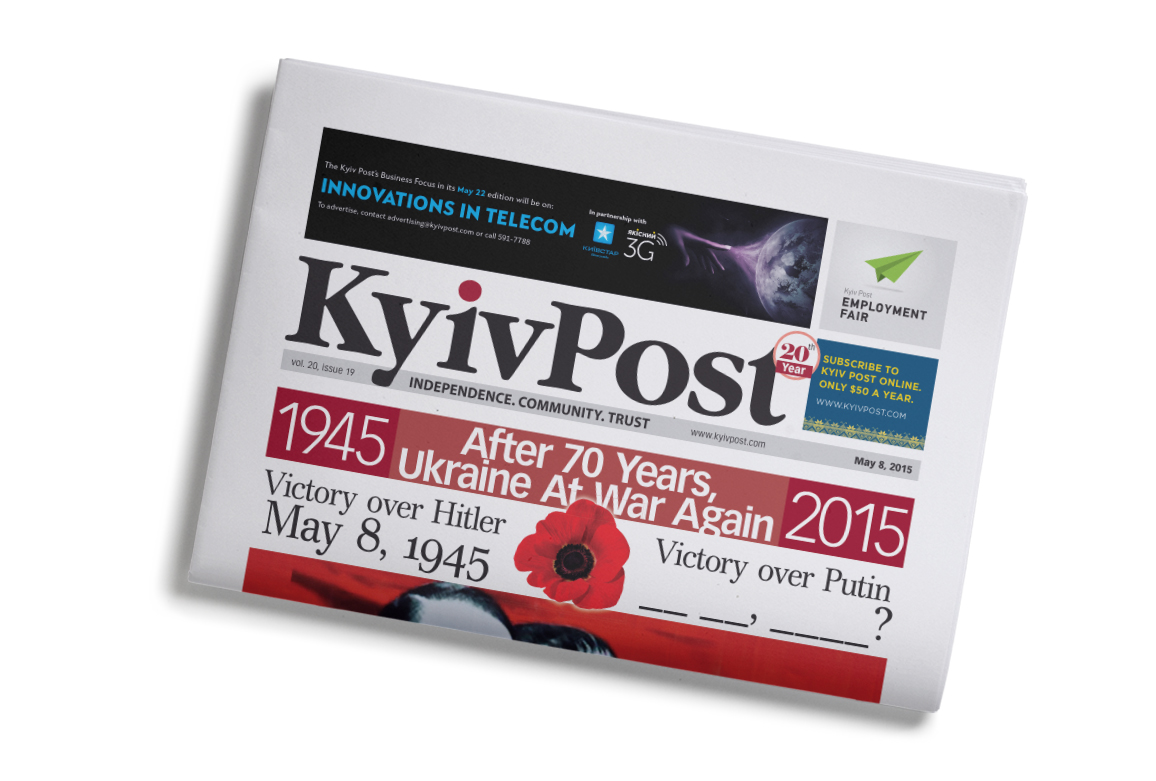 The Kyiv Post's Business Focus in its May 22 edition will be on:
INNOVATIONS IN TELECOM
To advertise, contact advertising@kyivpost.com or call 591-7788
In partnership with
КИЇВСТАР
ЯКІСНИЙ
3G
Kyiv Post
EMPLOYMENT
FAIR
KyivPost
20th
Year
SUBSCRIBE TO
KYIV POST ONLINE.
ONLY $50 A YEAR.
WWW.KYIVPOST.COM
vol. 20, issue 19
INDEPENDENCE. COMMUNITY. TRUST
www.kyivpost.com
May 8, 2015
1945
After 70 Years,
Ukraine At War Again
2015
Victory over Hitler
May 8, 1945
Victory over Putin
__ __, ____?